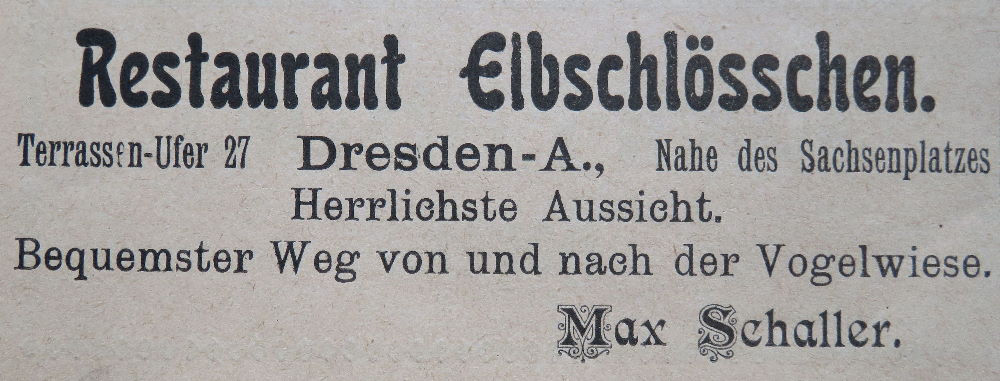 Restaurant Elbschlösschen.
Terrassen-Ufer 27 Dresden-A., Nahe des Sachsenplatzes
Herrlichste Aussicht.
Bequemster Weg von und nach der Vogelwiese.
Max Schaller.